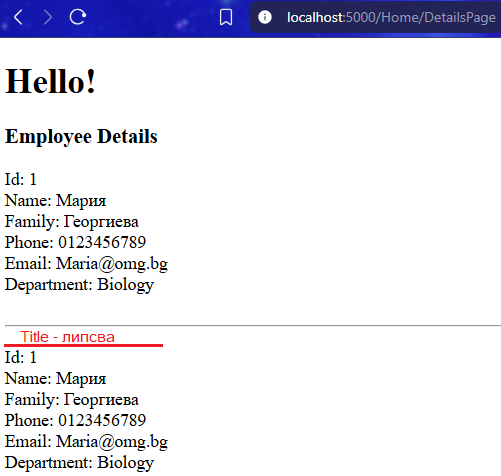 localhost:5000/Home/DetailsPage
Hello!
Employee Details
Id: 1
Name: Мария
Family: Георгиева
Phone: 0123456789
Email: Maria@omg.bg
Department: Biology
Title - липсва
Id: 1
Name: Мария
Family: Георгиева
Phone: 0123456789
Email: Maria@omg.bg
Department: Biology